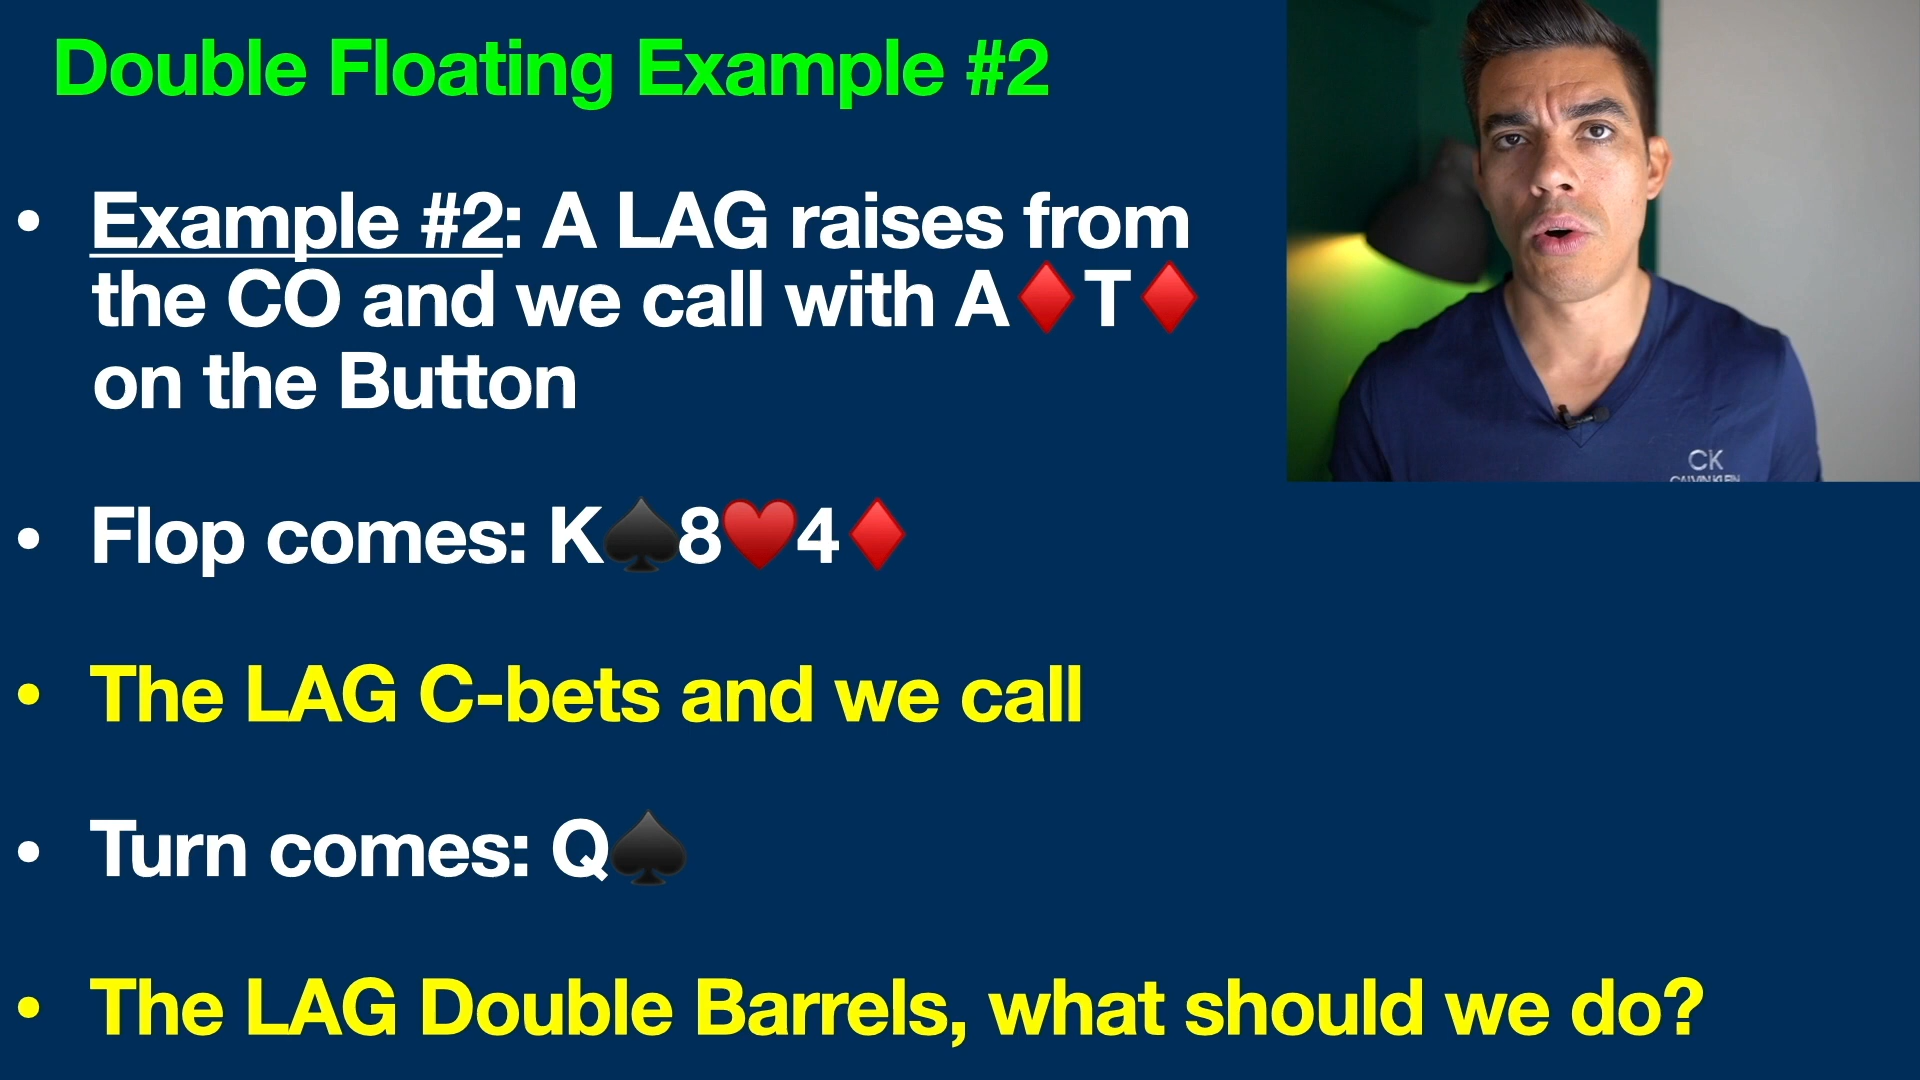 Double Floating Example #2
• Example #2: A LAG raises from
the CO and we call with A♦️T♦️
on the Button
• Flop comes: K♠️8♥️4♦️
• The LAG C-bets and we call
• Turn comes: Q♠️
• The LAG Double Barrels, what should we do?
CK
CALVIN KLEIN